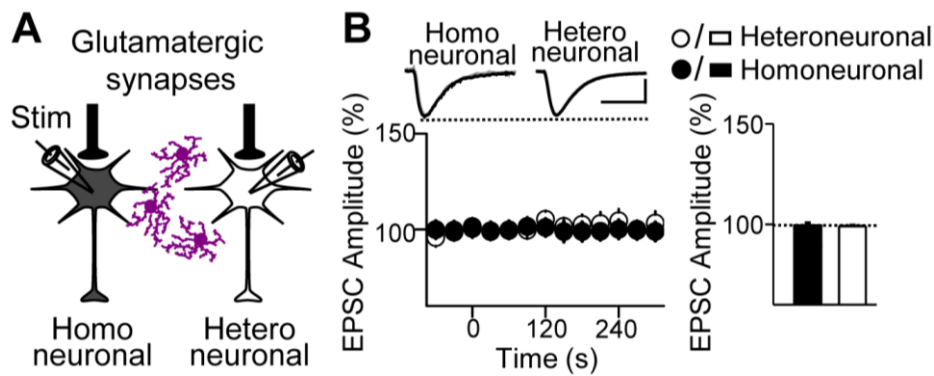 A
Glutamatergic
synapses
Stim
Homo
neuronal
Hetero
neuronal
B
Homo
neuronal
Hetero
neuronal
EPSC Amplitude (%)
150
100
0
120
240
Time (s)
/ Heteroneuronal
/ Homoneuronal
EPSC Amplitude (%)
150
100